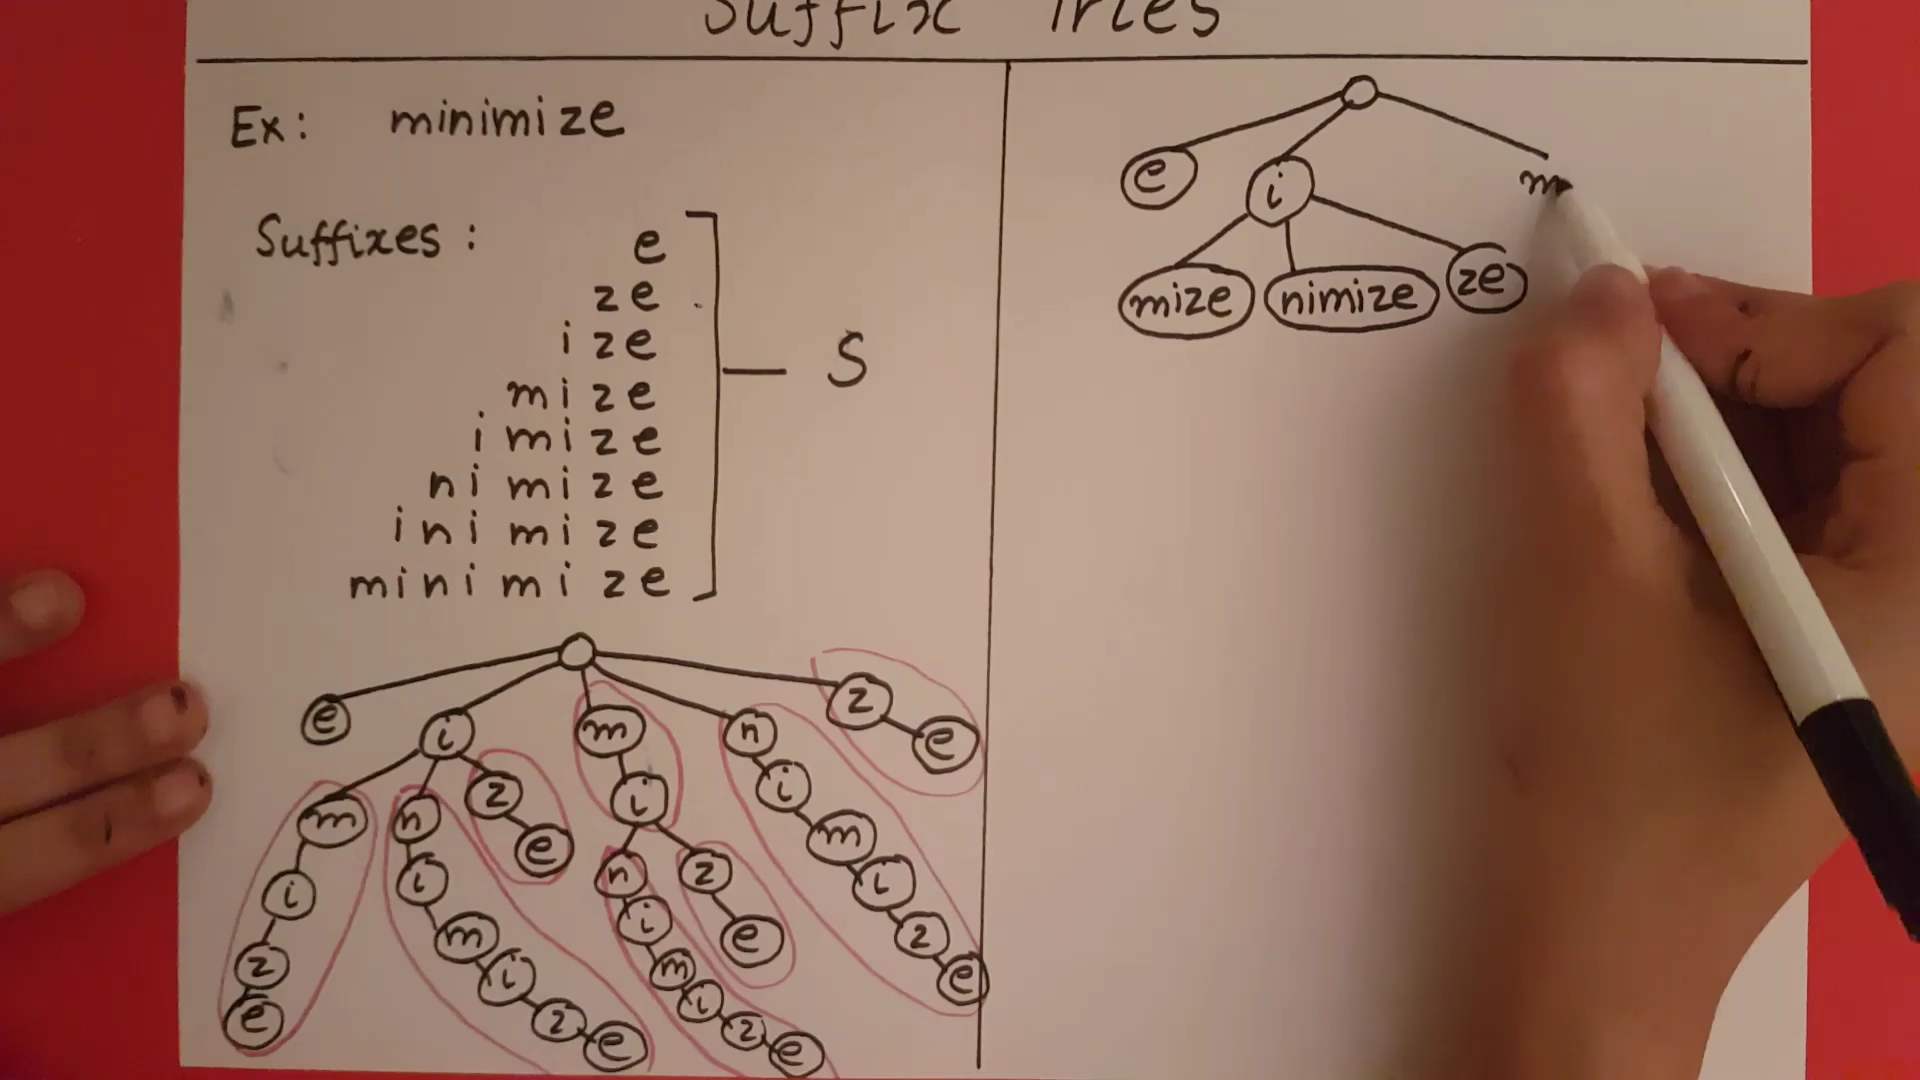 Suffix Tries
Ex: minimize
Suffixes:
e
ze
ize
mize
imize
nimize
inimize
minimize
S
e i m n z
m n z i i e
i i e n z m
z m i e i
e i m z
z i e
e z
e
e i m
mize nimize ze